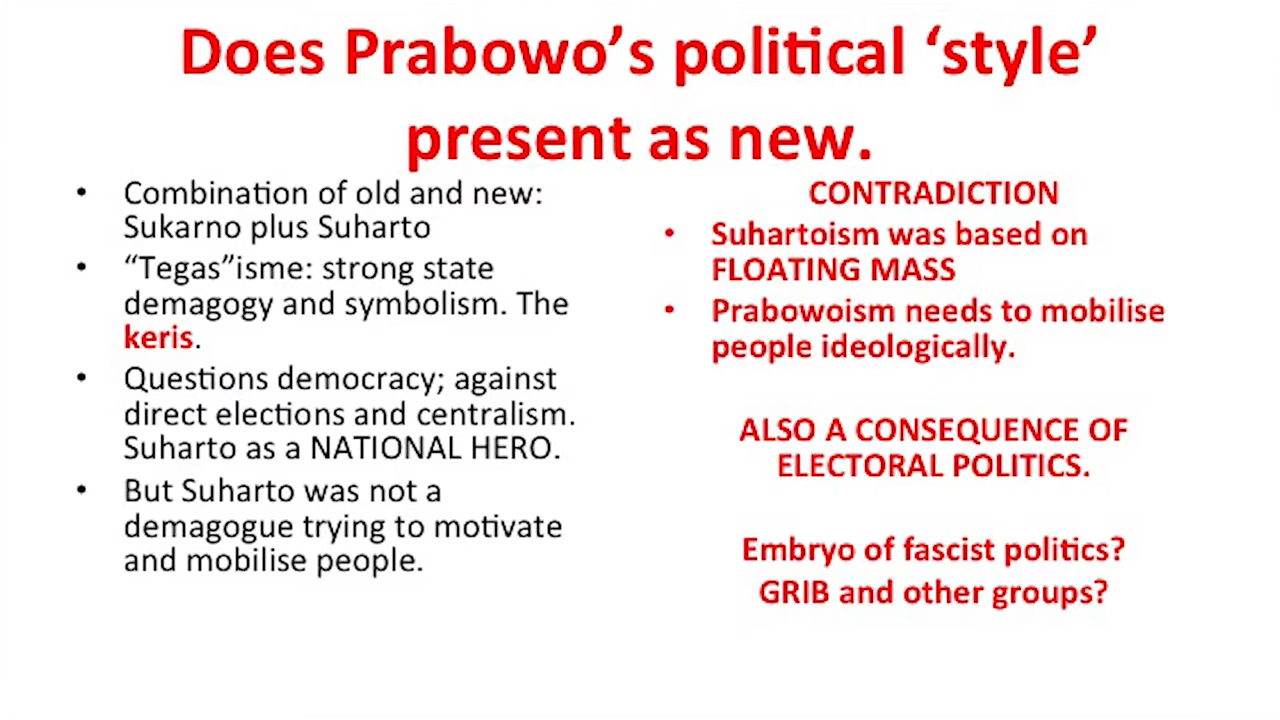 Does Prabowo’s political ‘style’
present as new.
• Combination of old and new:
Sukarno plus Suharto
• “Tegas”isme: strong state
demagogy and symbolism. The
keris.
• Questions democracy; against
direct elections and centralism.
Suharto as a NATIONAL HERO.
• But Suharto was not a
demagogue trying to motivate
and mobilise people.
CONTRADICTION
• Suhartoism was based on
FLOATING MASS
• Prabowoism needs to mobilise
people ideologically.
ALSO A CONSEQUENCE OF
ELECTORAL POLITICS.
Embryo of fascist politics?
GRIB and other groups?